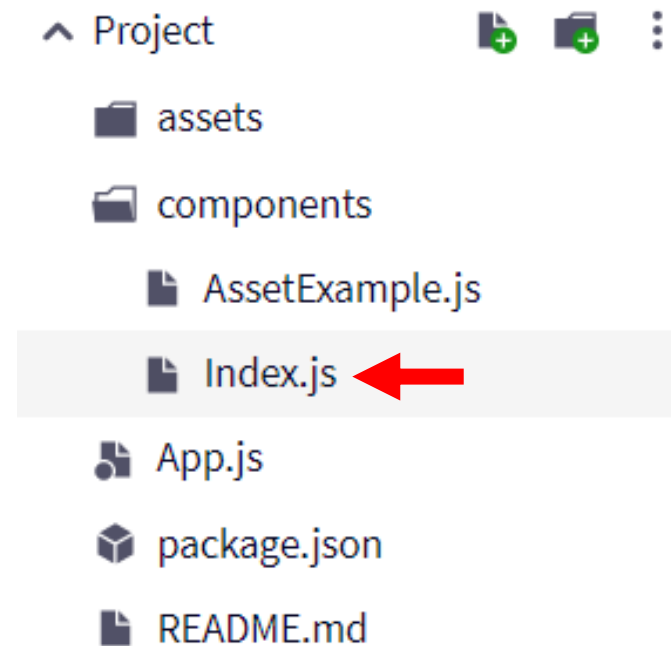 Project
assets
components
AssetExample.js
Index.js
App.js
package.json
README.md